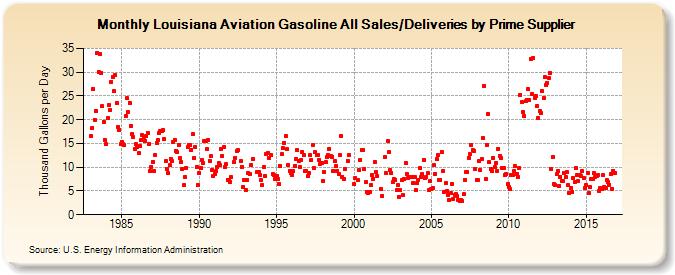 Monthly Louisiana Aviation Gasoline All Sales/Deliveries by Prime Supplier
Thousand Gallons per Day
35
30
25
20
15
10
5
0
1985 1990 1995 2000 2005 2010 2015
Source: U.S. Energy Information Administration